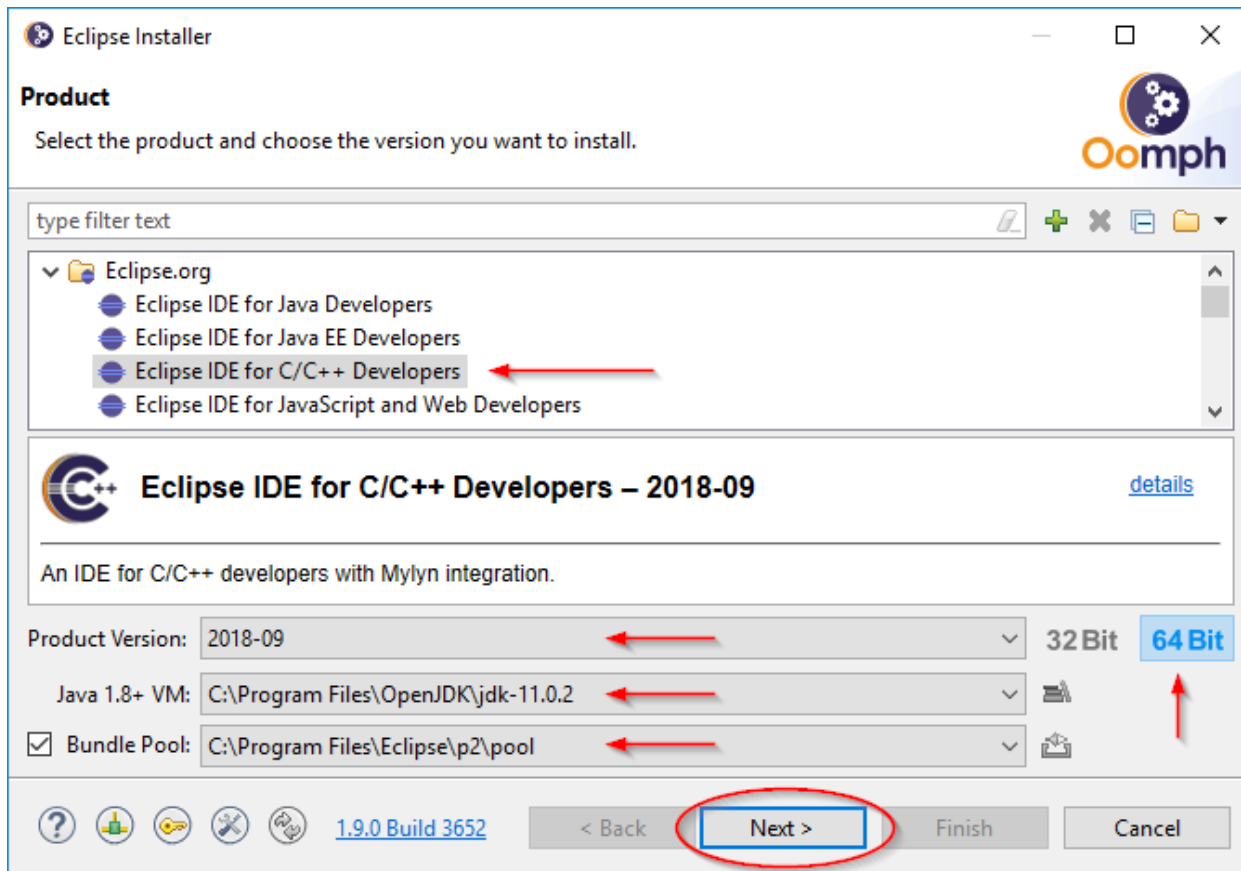 Eclipse Installer
Product
Select the product and choose the version you want to install.
Oomph
type filter text
Eclipse.org
Eclipse IDE for Java Developers
Eclipse IDE for Java EE Developers
Eclipse IDE for C/C++ Developers
Eclipse IDE for JavaScript and Web Developers
C++ Eclipse IDE for C/C++ Developers – 2018-09 details
An IDE for C/C++ developers with Mylyn integration.
Product Version: 2018-09 32 Bit 64 Bit
Java 1.8+ VM: C:\Program Files\OpenJDK\jdk-11.0.2
Bundle Pool: C:\Program Files\Eclipse\p2\pool
? 1.9.0 Build 3652 < Back Next > Finish Cancel